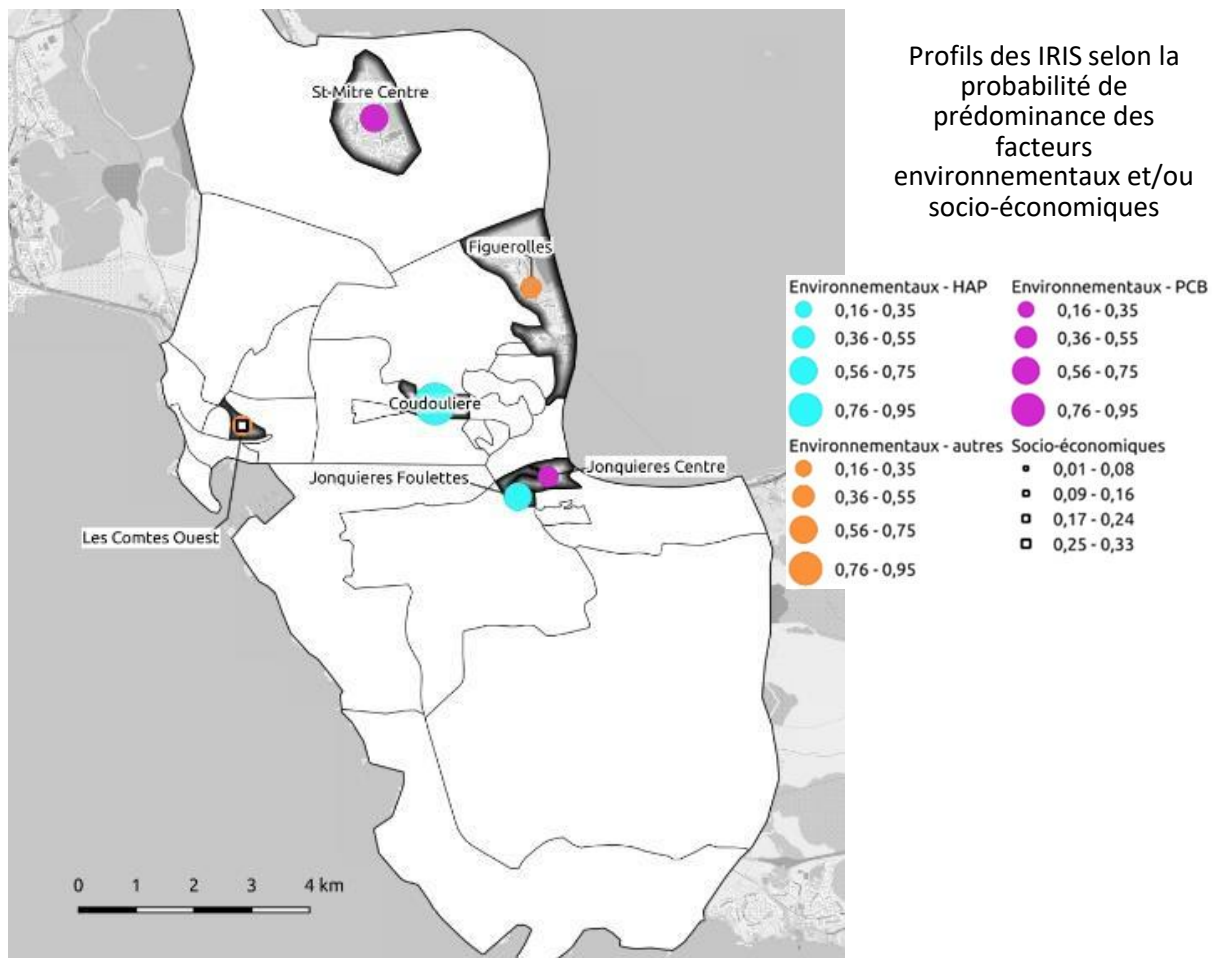 Profils des IRIS selon la
probabilité de
prédominance des
facteurs
environnementaux et/ou
socio-économiques
St-Mitre Centre
Figuerolles
Coudouliere
Jonquieres Centre
Jonquieres Foulettes
Les Comtes Ouest
0 1 2 3 4 km
Environnementaux - HAP
0,16 - 0,35
0,36 - 0,55
0,56 - 0,75
0,76 - 0,95
Environnementaux - PCB
0,16 - 0,35
0,36 - 0,55
0,56 - 0,75
0,76 - 0,95
Environnementaux - autres
0,16 - 0,35
0,36 - 0,55
0,56 - 0,75
0,76 - 0,95
Socio-économiques
0,01 - 0,08
0,09 - 0,16
0,17 - 0,24
0,25 - 0,33